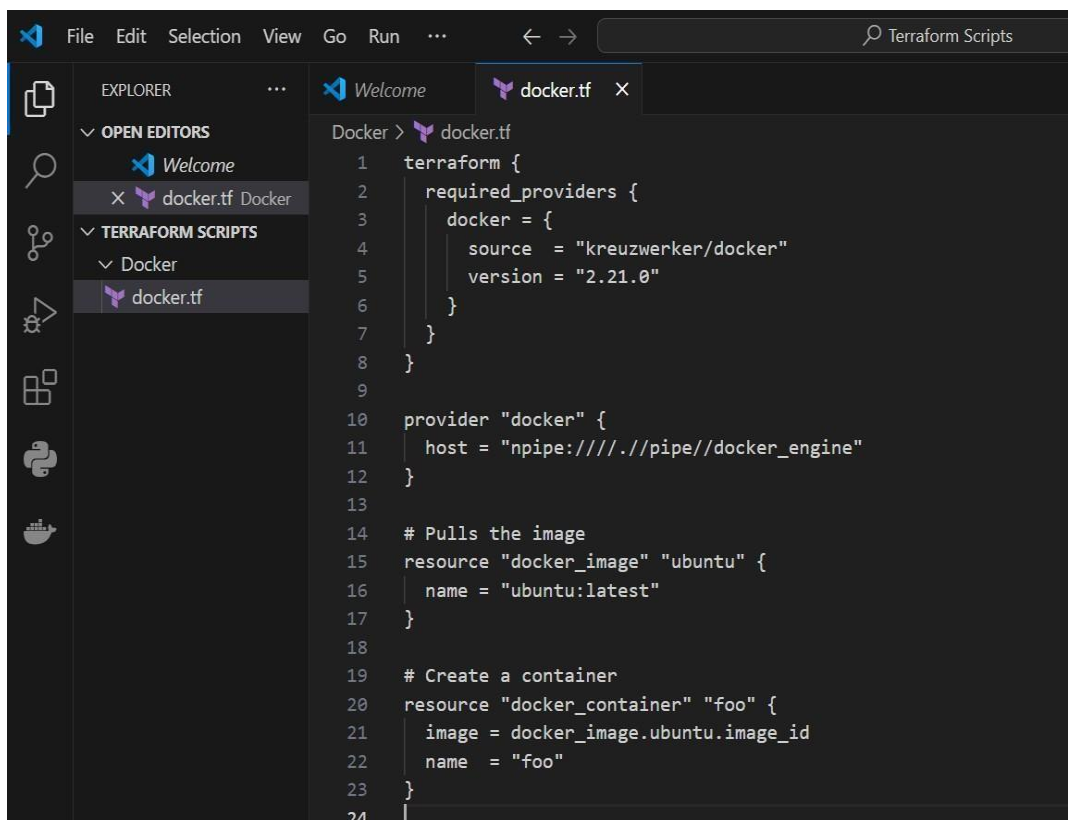 File Edit Selection View Go Run ··· ← → Terraform Scripts
EXPLORER ···
OPEN EDITORS
Welcome
× docker.tf Docker
TERRAFORM SCRIPTS
Docker
docker.tf
Welcome docker.tf ×
Docker > docker.tf
1 terraform {
2   required_providers {
3     docker = {
4       source  = "kreuzwerker/docker"
5       version = "2.21.0"
6     }
7   }
8 }
9
10 provider "docker" {
11   host = "npipe:////.//pipe//docker_engine"
12 }
13
14 # Pulls the image
15 resource "docker_image" "ubuntu" {
16   name = "ubuntu:latest"
17 }
18
19 # Create a container
20 resource "docker_container" "foo" {
21   image = docker_image.ubuntu.image_id
22   name  = "foo"
23 }
24